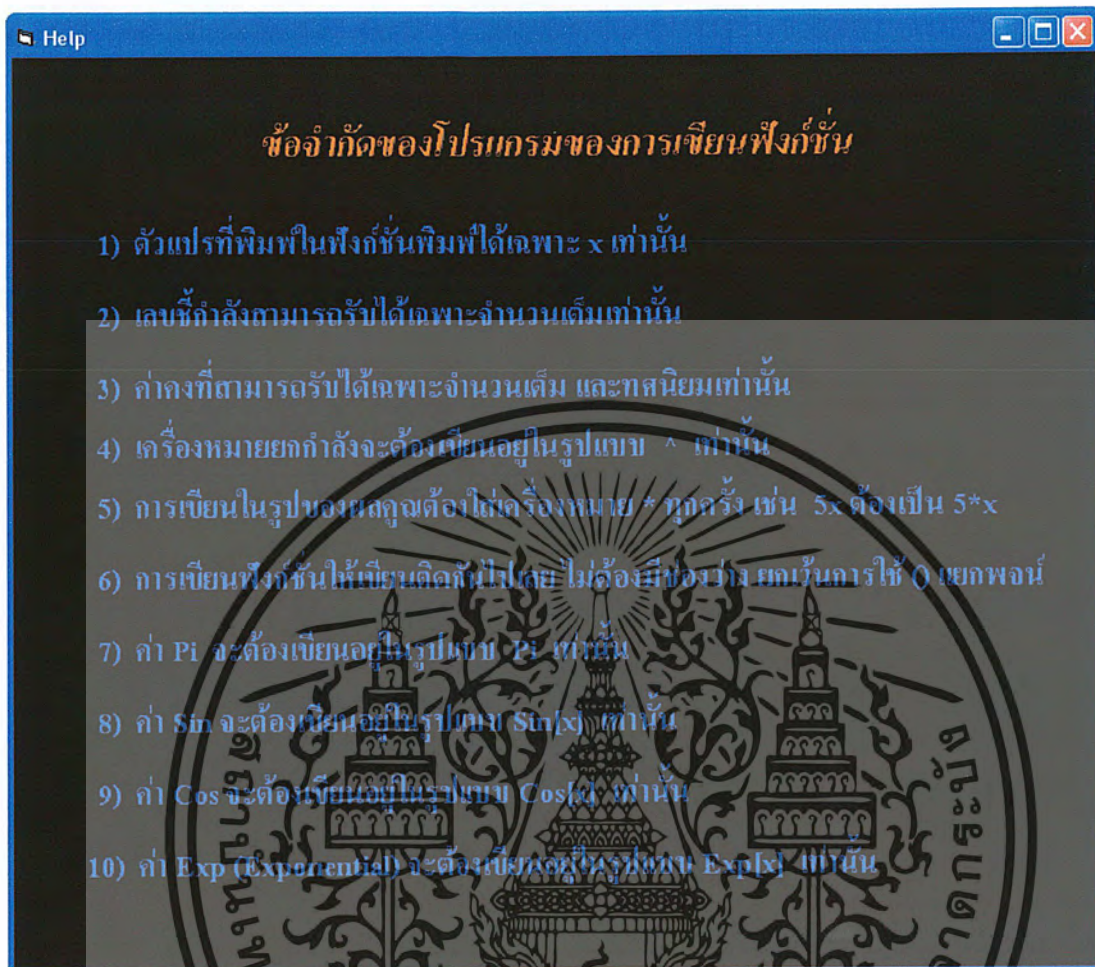 Help
ข้อจำกัดของโปรแกรมของการเขียนฟังก์ชั่น
1) ตัวแปรที่พิมพ์ในฟังก์ชั่นพิมพ์ได้เฉพาะ x เท่านั้น
2) เลขชี้กำลังสามารถรับได้เฉพาะจำนวนเต็มเท่านั้น
3) ค่าคงที่สามารถรับได้เฉพาะจำนวนเต็ม และทศนิยมเท่านั้น
4) เครื่องหมายยกกำลังจะต้องเขียนอยู่ในรูปแบบ ^ เท่านั้น
5) การเขียนในรูปของผลคูณต้องใส่เครื่องหมาย * ทุกครั้ง เช่น 5x ต้องเป็น 5*x
6) การเขียนฟังก์ชั่นให้เขียนติดกันไปเลย ไม่ต้องมีช่องว่าง ยกเว้นการใช้ () แยกพจน์
7) ค่า Pi จะต้องเขียนอยู่ในรูปแบบ Pi เท่านั้น
8) ค่า Sin จะต้องเขียนอยู่ในรูปแบบ Sin[x] เท่านั้น
9) ค่า Cos จะต้องเขียนอยู่ในรูปแบบ Cos[x] เท่านั้น
10) ค่า Exp (Exponential) จะต้องเขียนอยู่ในรูปแบบ Exp[x] เท่านั้น
สถาบันเท
าดกระบัง